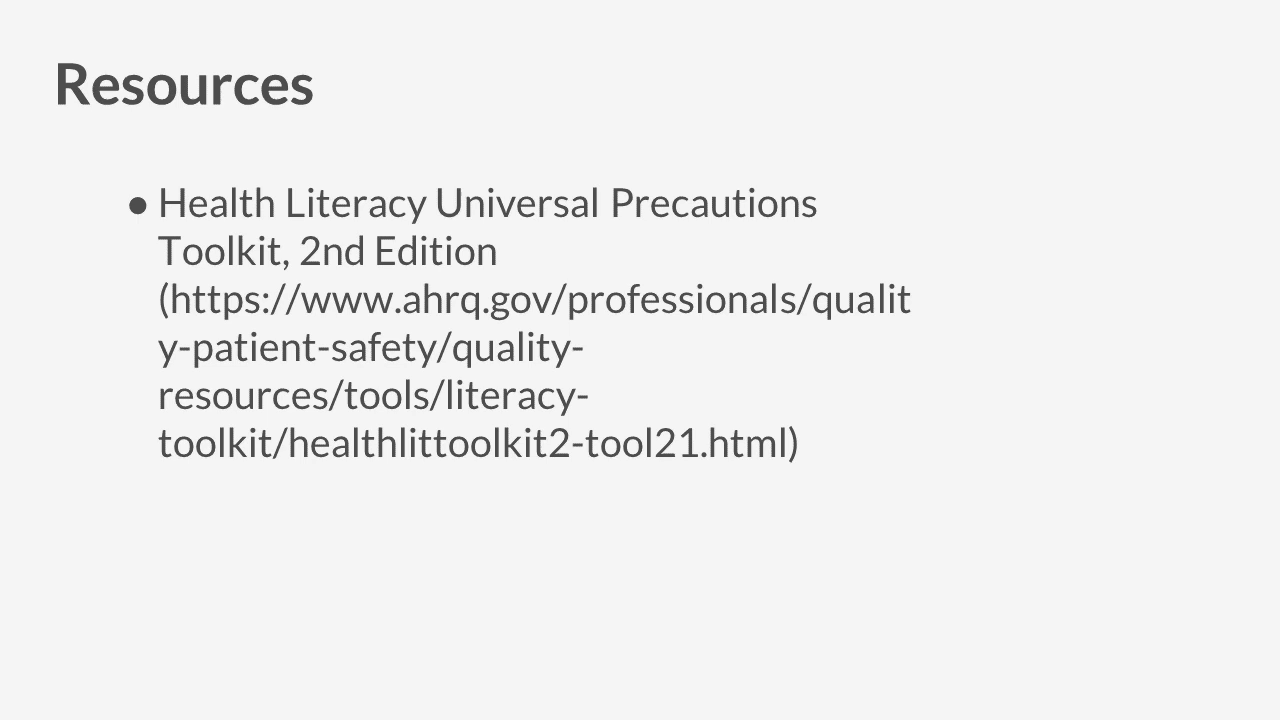 Resources
● Health Literacy Universal Precautions
Toolkit, 2nd Edition
(https://www.ahrq.gov/professionals/qualit
y-patient-safety/quality-
resources/tools/literacy-
toolkit/healthlittoolkit2-tool21.html)